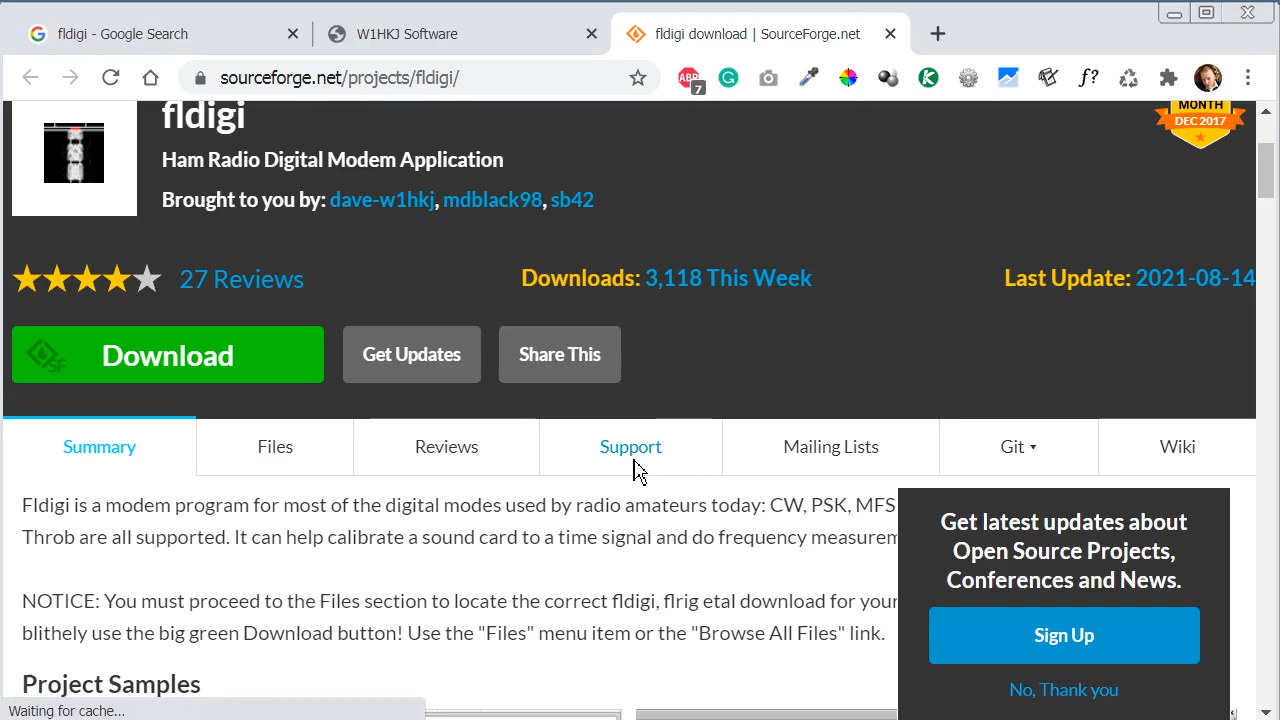 fldigi - Google Search
W1HKJ Software
fldigi download | SourceForge.net
sourceforge.net/projects/fldigi/
ABP
7
f?
fldigi
MONTH
DEC 2017
Ham Radio Digital Modem Application
Brought to you by: dave-w1hkj, mdblack98, sb42
27 Reviews
Downloads: 3,118 This Week
Last Update: 2021-08-14
SF
Download
Get Updates
Share This
Summary
Files
Reviews
Support
Mailing Lists
Git
Wiki
Fldigi is a modem program for most of the digital modes used by radio amateurs today: CW, PSK, MFS
Throb are all supported. It can help calibrate a sound card to a time signal and do frequency measurem
NOTICE: You must proceed to the Files section to locate the correct fldigi, flrig etal download for your
blithely use the big green Download button! Use the "Files" menu item or the "Browse All Files" link.
Project Samples
Get latest updates about
Open Source Projects,
Conferences and News.
Sign Up
No, Thank you
Waiting for cache...